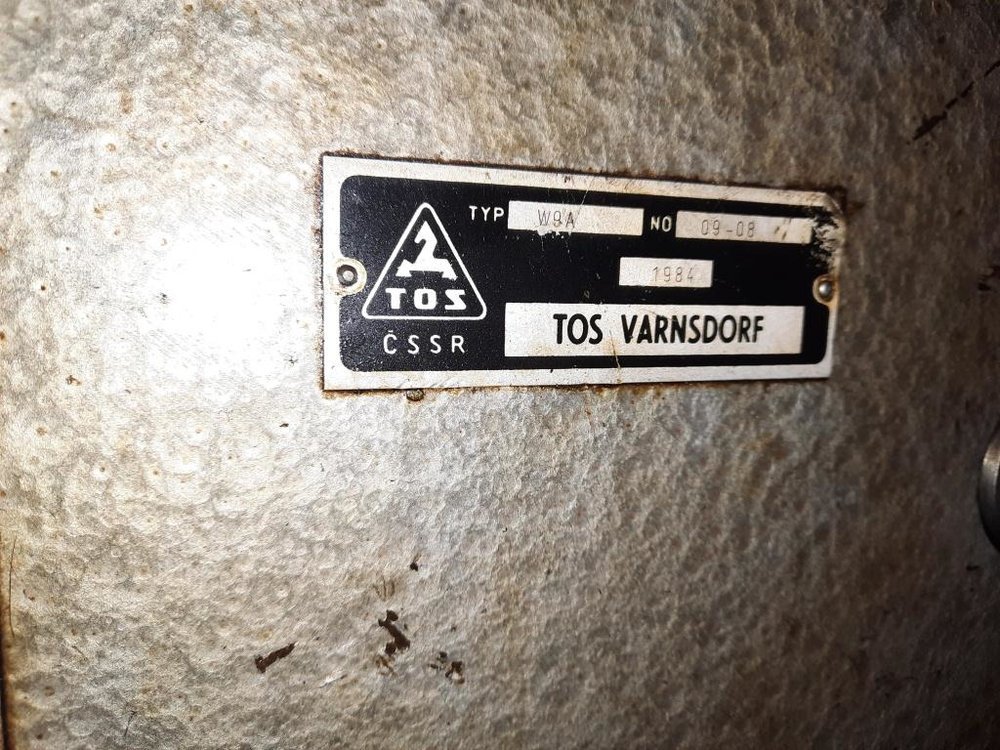 TYP W9A NO 09-08
1984
TOS
ČSSR
TOS VARNSDORF